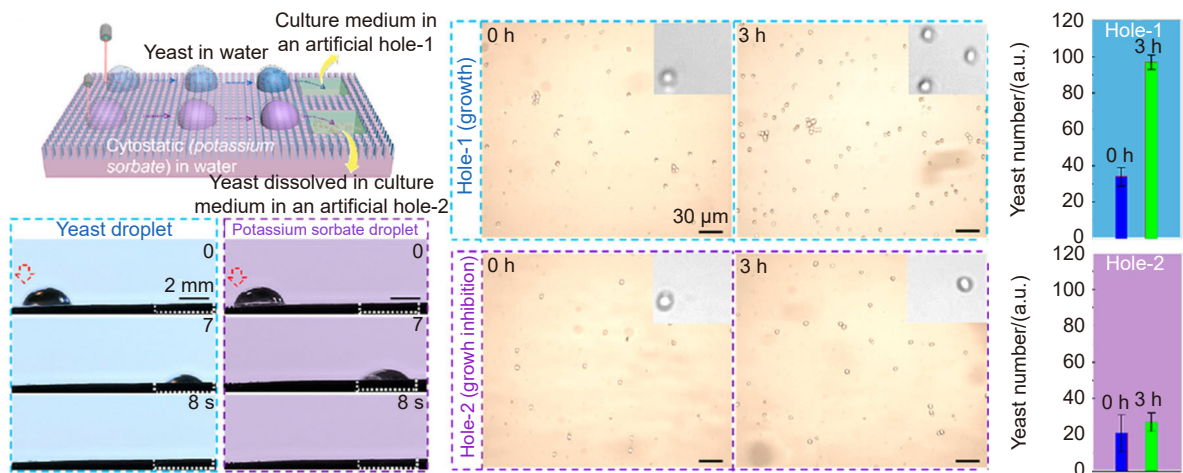 Culture medium in
an artificial hole-1
Yeast in water
Cytostatic (potassium
sorbate) in water
Yeast dissolved in culture
medium in an artificial hole-2
Yeast droplet
0
2 mm
7
8 s
Potassium sorbate droplet
0
7
8 s
Hole-1 (growth)
0 h
30 μm
3 h
Hole-2 (growh inhibition)
0 h
3 h
Yeast number/(a.u.)
120
100
80
60
40
20
0
Hole-1
0 h
3 h
Yeast number/(a.u.)
120
100
80
60
40
20
0
Hole-2
0 h
3 h